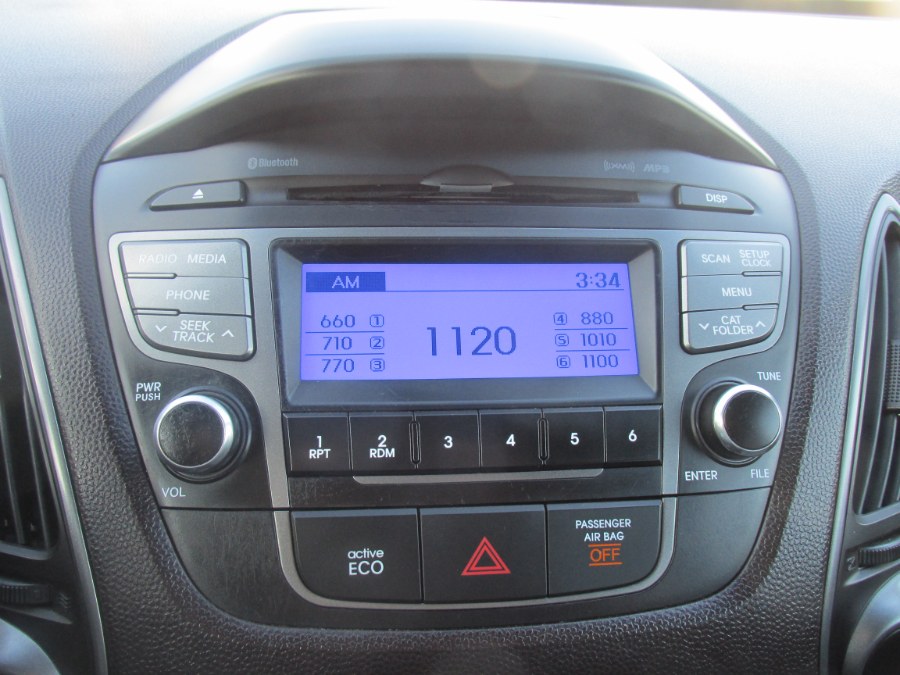 Bluetooth
((XM)) MP3
DISP
RADIO MEDIA
PHONE
SEEK
TRACK
AM 3:34
660 1
710 2
770 3
1120
4 880
5 1010
6 1100
SCAN SETUP
CLOCK
MENU
CAT
FOLDER
PWR
PUSH
VOL
1
RPT
2
RDM
3
4
5
6
TUNE
ENTER
FILE
active
ECO
PASSENGER
AIR BAG
OFF